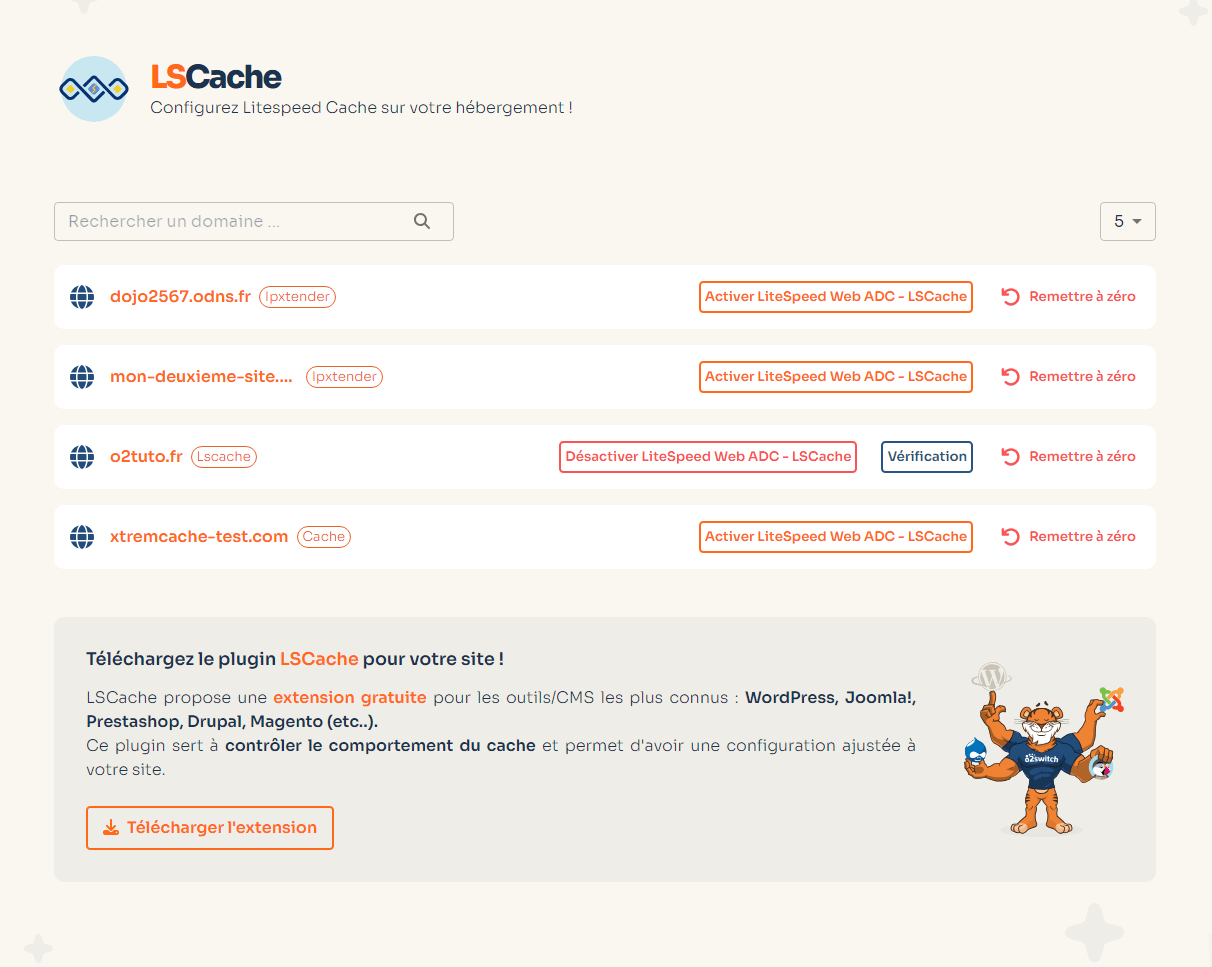 LSCache
Configurez Litespeed Cache sur votre hébergement !
Rechercher un domaine ...
5
dojo2567.odns.fr Ipxtender Activer LiteSpeed Web ADC - LSCache Remettre à zéro
mon-deuxieme-site.... Ipxtender Activer LiteSpeed Web ADC - LSCache Remettre à zéro
o2tuto.fr Lscache Désactiver LiteSpeed Web ADC - LSCache Vérification Remettre à zéro
xtremcache-test.com Cache Activer LiteSpeed Web ADC - LSCache Remettre à zéro
Téléchargez le plugin LSCache pour votre site !
LSCache propose une extension gratuite pour les outils/CMS les plus connus : WordPress, Joomla!,
Prestashop, Drupal, Magento (etc..).
Ce plugin sert à contrôler le comportement du cache et permet d'avoir une configuration ajustée à
votre site.
Télécharger l'extension
W
o2switch